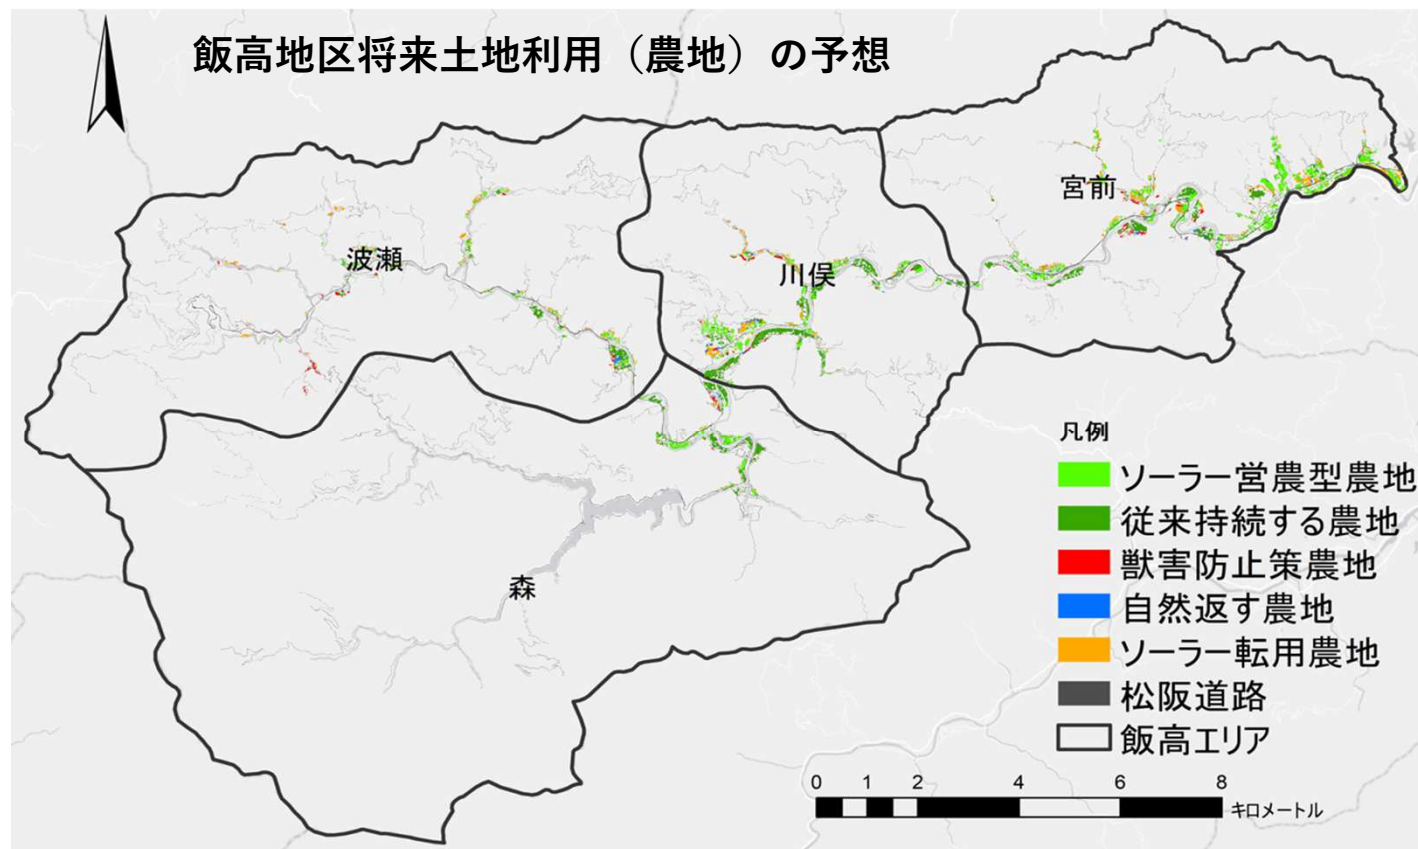 飯高地区将来土地利用（農地）の予想
宮前
波瀬
川俣
森
凡例
ソーラー営農型農地
従来持続する農地
獣害防止策農地
自然返す農地
ソーラー転用農地
松阪道路
飯高エリア
0 1 2 4 6 8
キロメートル